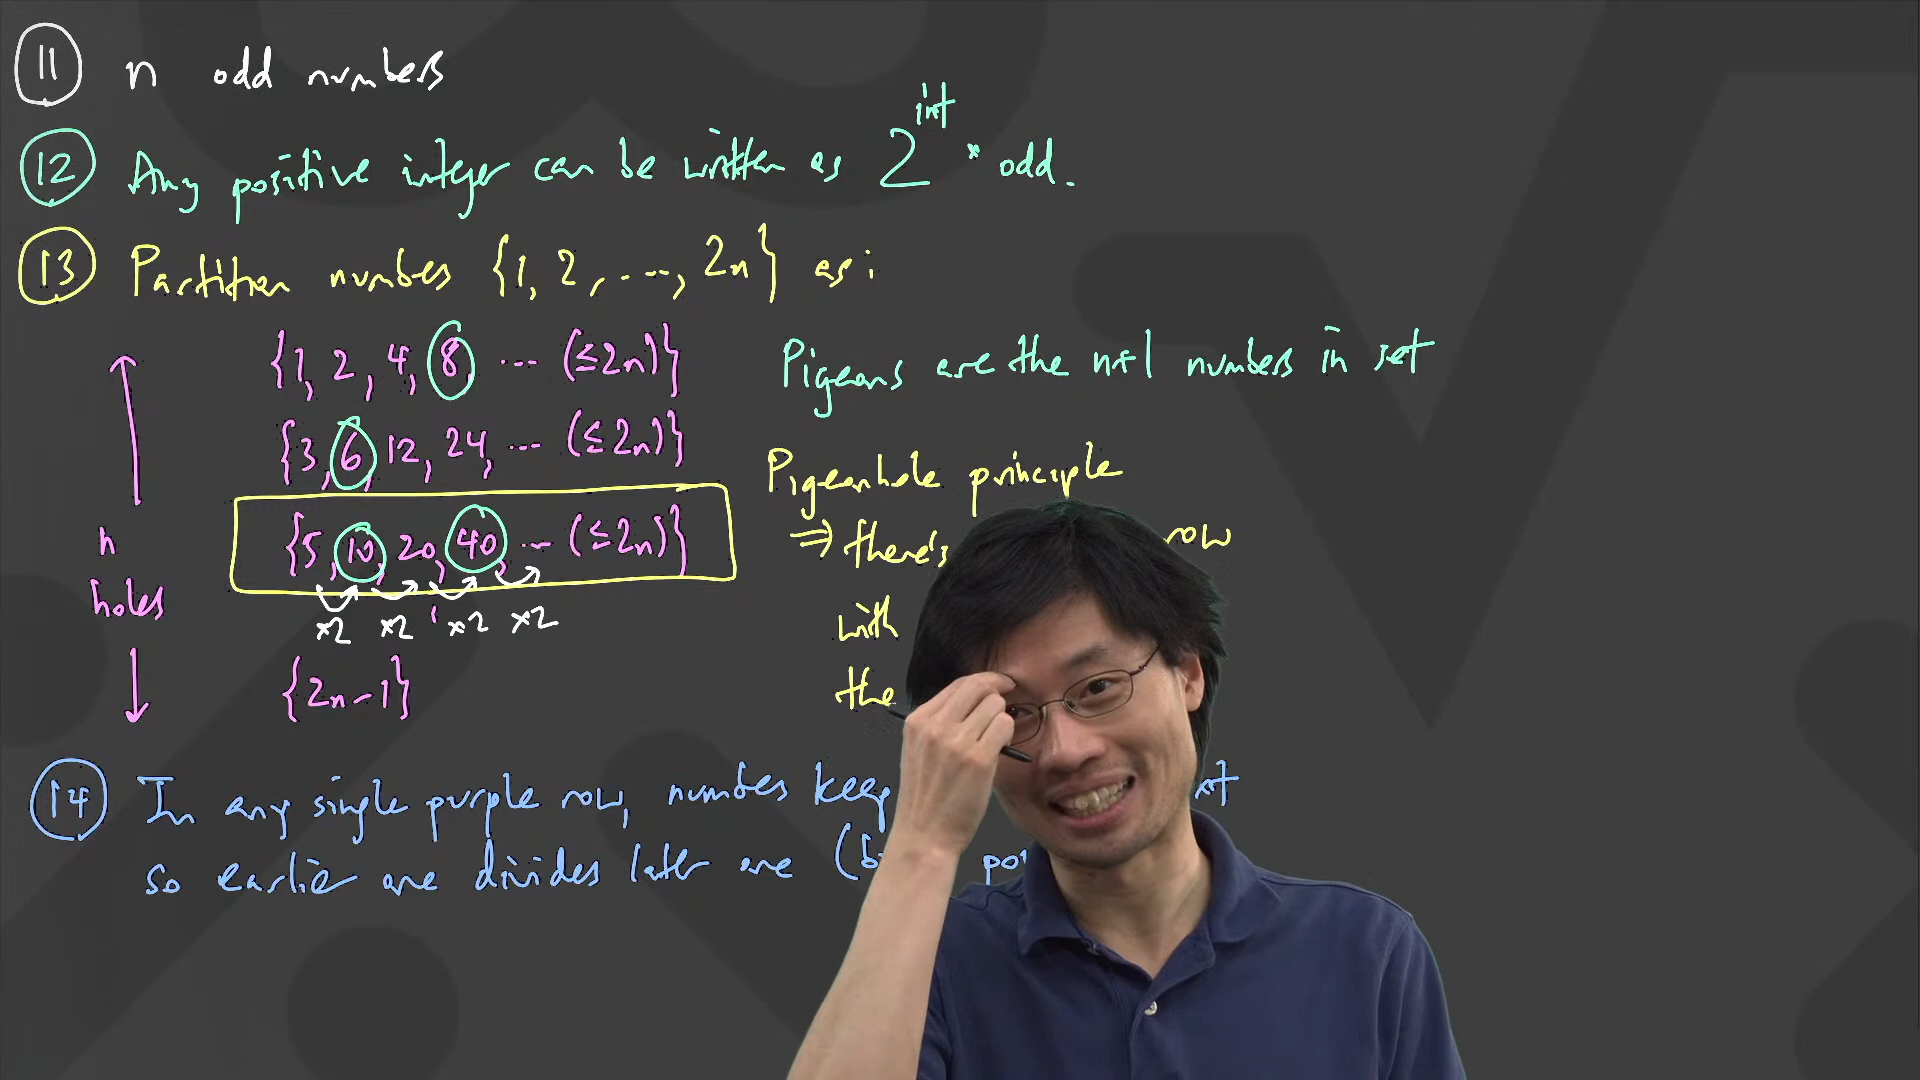 11 n odd numbers
12 Any positive integer can be written as 2^int * odd.
13 Partition numbers {1, 2, ..., 2n} as:
{1, 2, 4, 8 ... (≤2n)}
{3, 6, 12, 24, ... (≤2n)}
{5, 10, 20, 40, ... (≤2n)}
×2 ×2 ×2 ×2
{2n-1}
n
holes
Pigeons are the n+1 numbers in set
Pigeonhole principle
⇒ there's row
with
the
14 In any single purple row, numbers keep
so earlier one divides later one (b